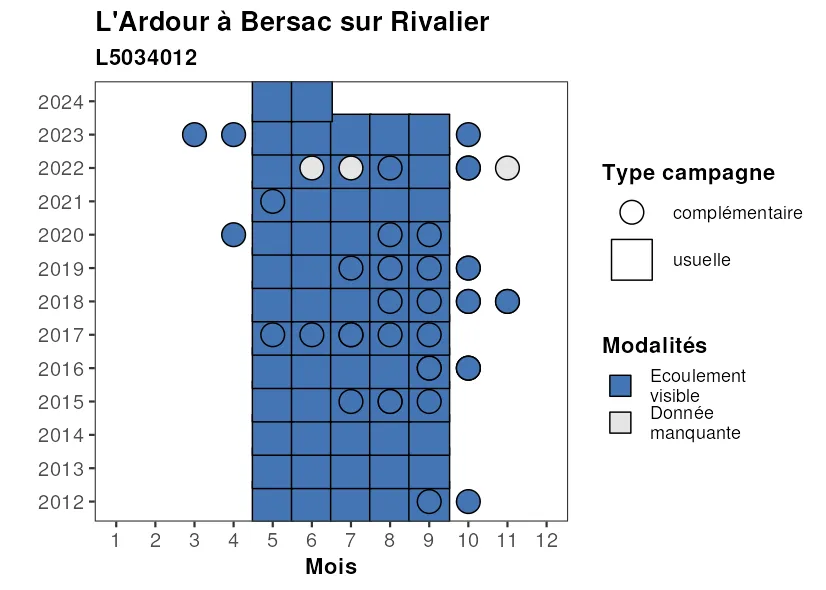 L'Ardour à Bersac sur Rivalier
L5034012
2024
2023
2022
2021
2020
2019
2018
2017
2016
2015
2014
2013
2012
1 2 3 4 5 6 7 8 9 10 11 12
Mois
Type campagne
complémentaire
usuelle
Modalités
Ecoulement
visible
Donnée
manquante